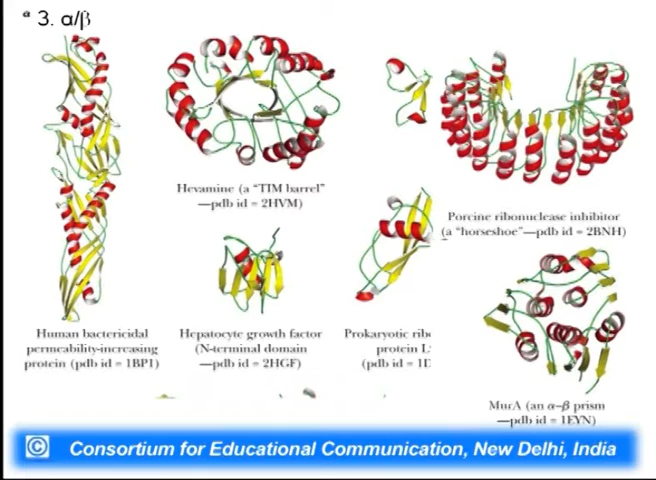 3. α/β
Hevamine (a "TIM barrel"
—pdb id = 2HVM)
Porcine ribonuclease inhibitor
(a "horseshoe"—pdb id = 2BNH)
Human bactericidal
permeability-increasing
protein (pdb id = 1BP1)
Hepatocyte growth factor
(N-terminal domain
—pdb id = 2HGF)
Prokaryotic
protein
(pdb id =
MurA (an α–β prism
—pdb id = 1EYN)
© Consortium for Educational Communication, New Delhi, India